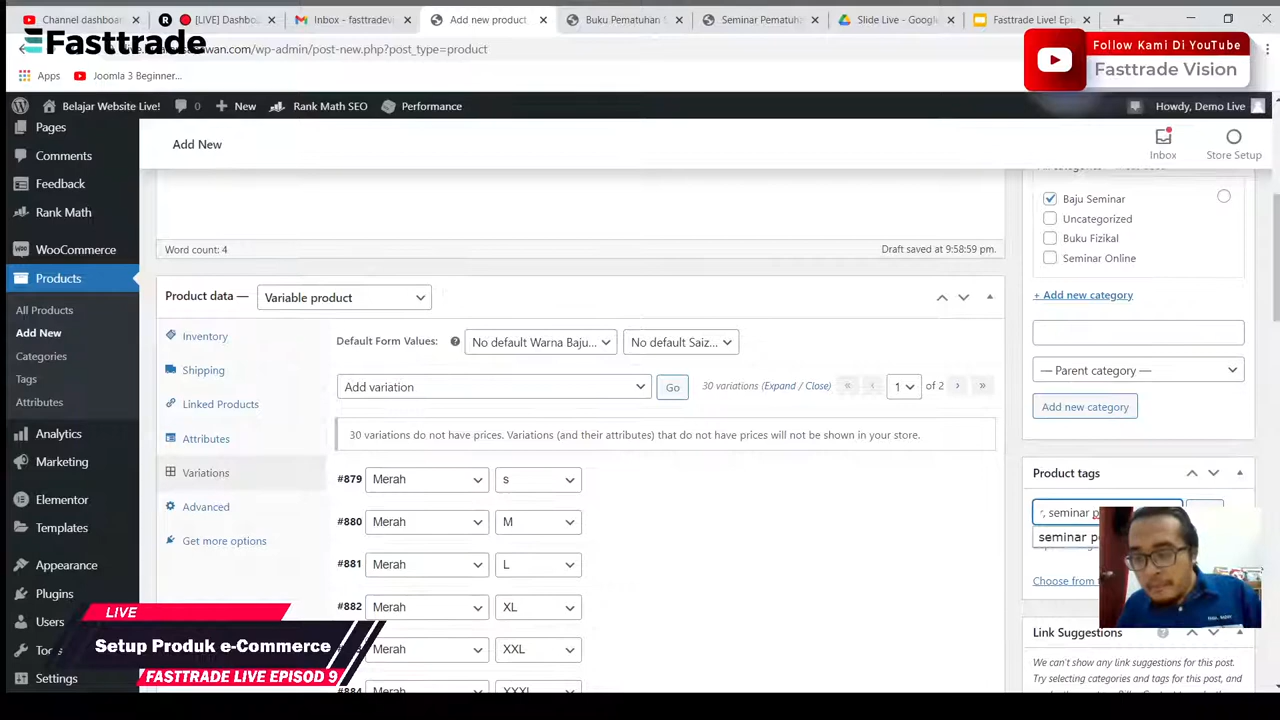 Channel dashboard
[LIVE] Dashbo
Inbox - fasttradevi
Add new product
Buku Pematuhan
Seminar Pematuha
Slide Live - Google
Fasttrade Live! Epi
Fasttrade
wan.com/wp-admin/post-new.php?post_type=product
Follow Kami Di YouTube
Fasttrade Vision
Apps
Joomla 3 Beginner...
Belajar Website Live!
0
New
Rank Math SEO
Performance
Howdy, Demo Live
Pages
Comments
Feedback
Rank Math
WooCommerce
Products
All Products
Add New
Categories
Tags
Attributes
Analytics
Marketing
Elementor
Templates
Appearance
Plugins
Users
Settings
Add New
Inbox
Store Setup
Word count: 4
Draft saved at 9:58:59 pm.
Product data —
Variable product
Inventory
Shipping
Linked Products
Attributes
Variations
Advanced
Get more options
Default Form Values:
No default Warna Baju...
No default Saiz...
Add variation
Go
30 variations (Expand / Close)
«
‹
1
of 2
›
»
30 variations do not have prices. Variations (and their attributes) that do not have prices will not be shown in your store.
#879
Merah
s
#880
Merah
M
#881
Merah
L
#882
Merah
XL
Merah
XXL
#884
Merah
XXXL
Baju Seminar
Uncategorized
Buku Fizikal
Seminar Online
+ Add new category
— Parent category —
Add new category
Product tags
r, seminar p
seminar p
Choose from t
Link Suggestions
We can't show any link suggestions for this post.
Try selecting categories and tags for this post, and
LIVE
Setup Produk e-Commerce
FASTTRADE LIVE EPISOD 9